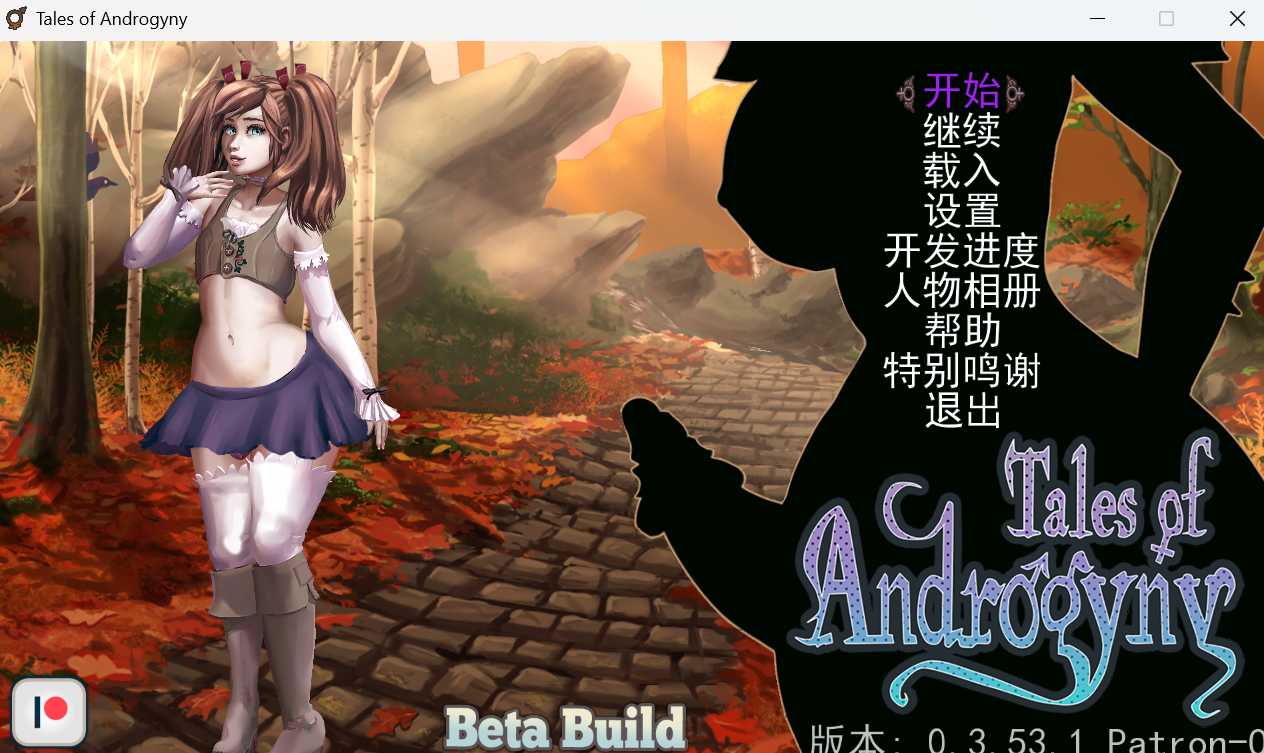 Tales of Androgyny
开始
继续
载入
设置
开发进度
人物相册
帮助
特别鸣谢
退出
Tales of
Androgyny
Beta Build
版本: 0.3.53.1 Patron-O